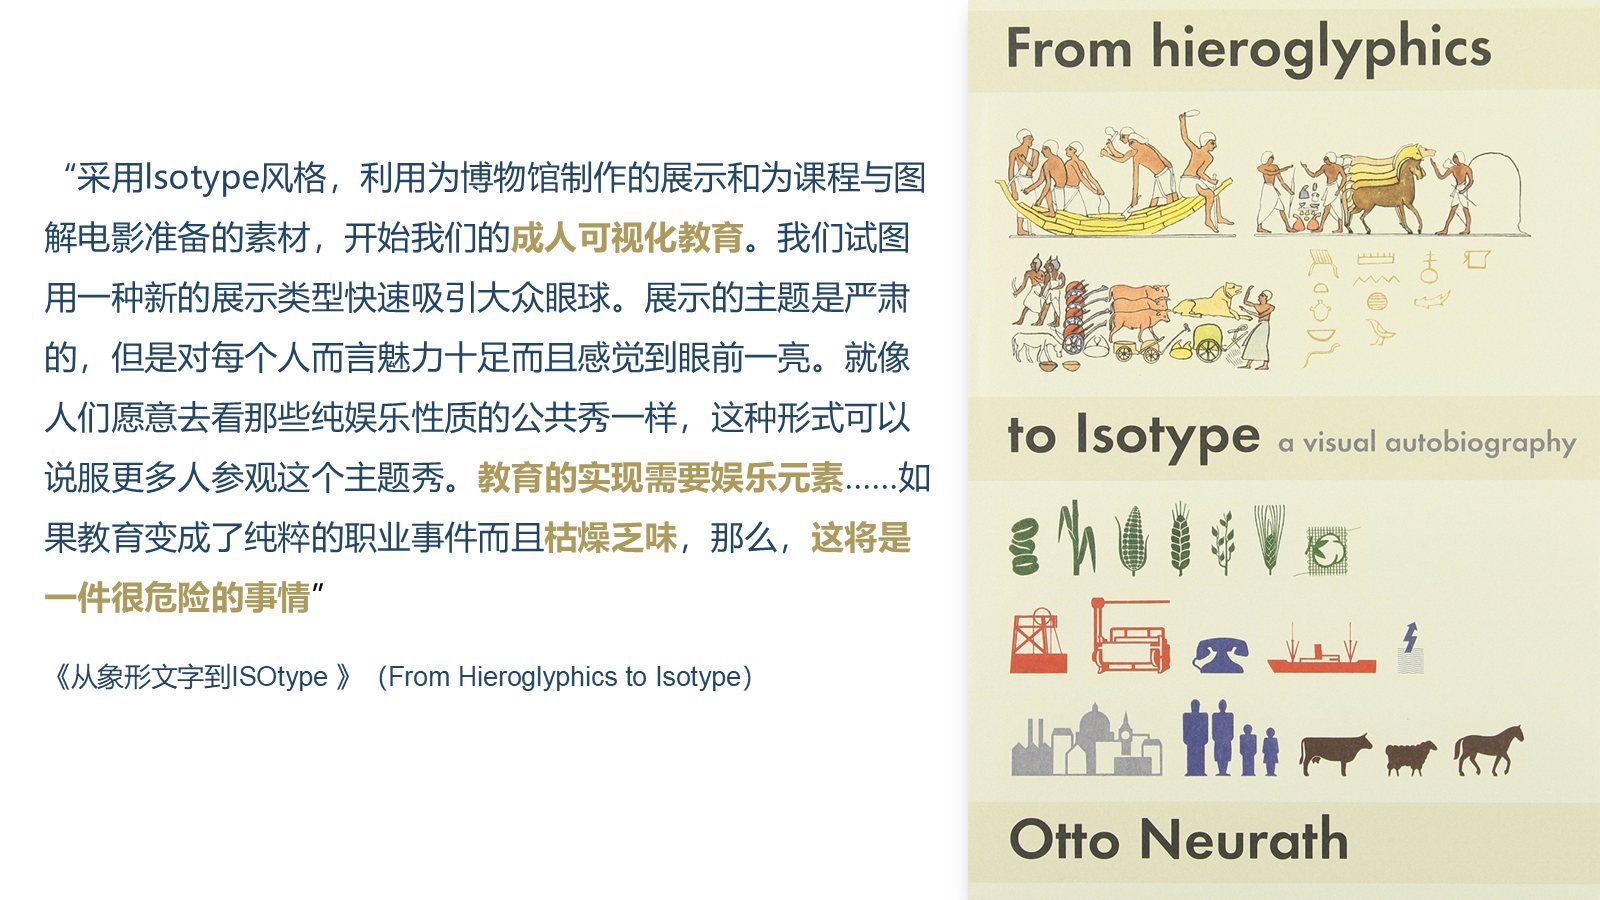 “采用Isotype风格，利用为博物馆制作的展示和为课程与图
解电影准备的素材，开始我们的成人可视化教育。我们试图
用一种新的展示类型快速吸引大众眼球。展示的主题是严肃
的，但是对每个人而言魅力十足而且感觉到眼前一亮。就像
人们愿意去看那些纯娱乐性质的公共秀一样，这种形式可以
说服更多人参观这个主题秀。教育的实现需要娱乐元素......如
果教育变成了纯粹的职业事件而且枯燥乏味，那么，这将是
一件很危险的事情”
《从象形文字到ISOtype 》（From Hieroglyphics to Isotype）
From hieroglyphics
to Isotype a visual autobiography
Otto Neurath